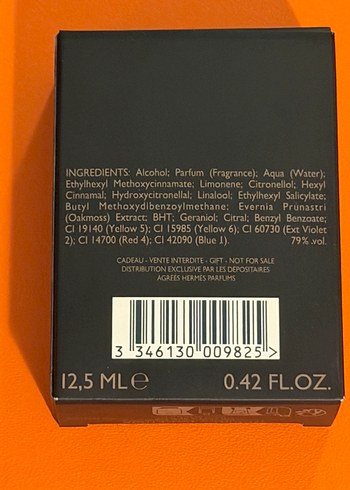 INGREDIENTS: Alcohol; Parfum (Fragrance); Aqua (Water);
Ethylhexyl Methoxycinnamate; Limonene; Citronellol; Hexyl
Cinnamal; Hydroxycitronellal; Linalool; Ethylhexyl Salicylate;
Butyl Methoxydibenzoylmethane; Evernia Prunastri
(Oakmoss) Extract; BHT; Geraniol; Citral; Benzyl Benzoate;
CI 19140 (Yellow 5); CI 15985 (Yellow 6); CI 60730 (Ext Violet
2); CI 14700 (Red 4); CI 42090 (Blue 1). 79% .vol.
CADEAU - VENTE INTERDITE - GIFT - NOT FOR SALE
DISTRIBUTION EXCLUSIVE PAR LES DÉPOSITAIRES
AGRÉÉS HERMÈS PARFUMS
3 346130 009825 >
12,5 ML ℮ 0.42 FL.OZ.